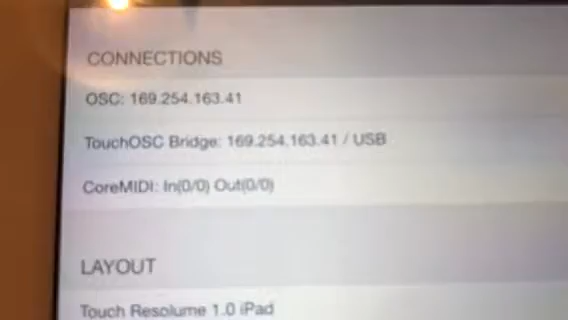 CONNECTIONS
OSC: 169.254.163.41
TouchOSC Bridge: 169.254.163.41 / USB
CoreMIDI: In(0/0) Out(0/0)
LAYOUT
Touch Resolume 1.0 iPad